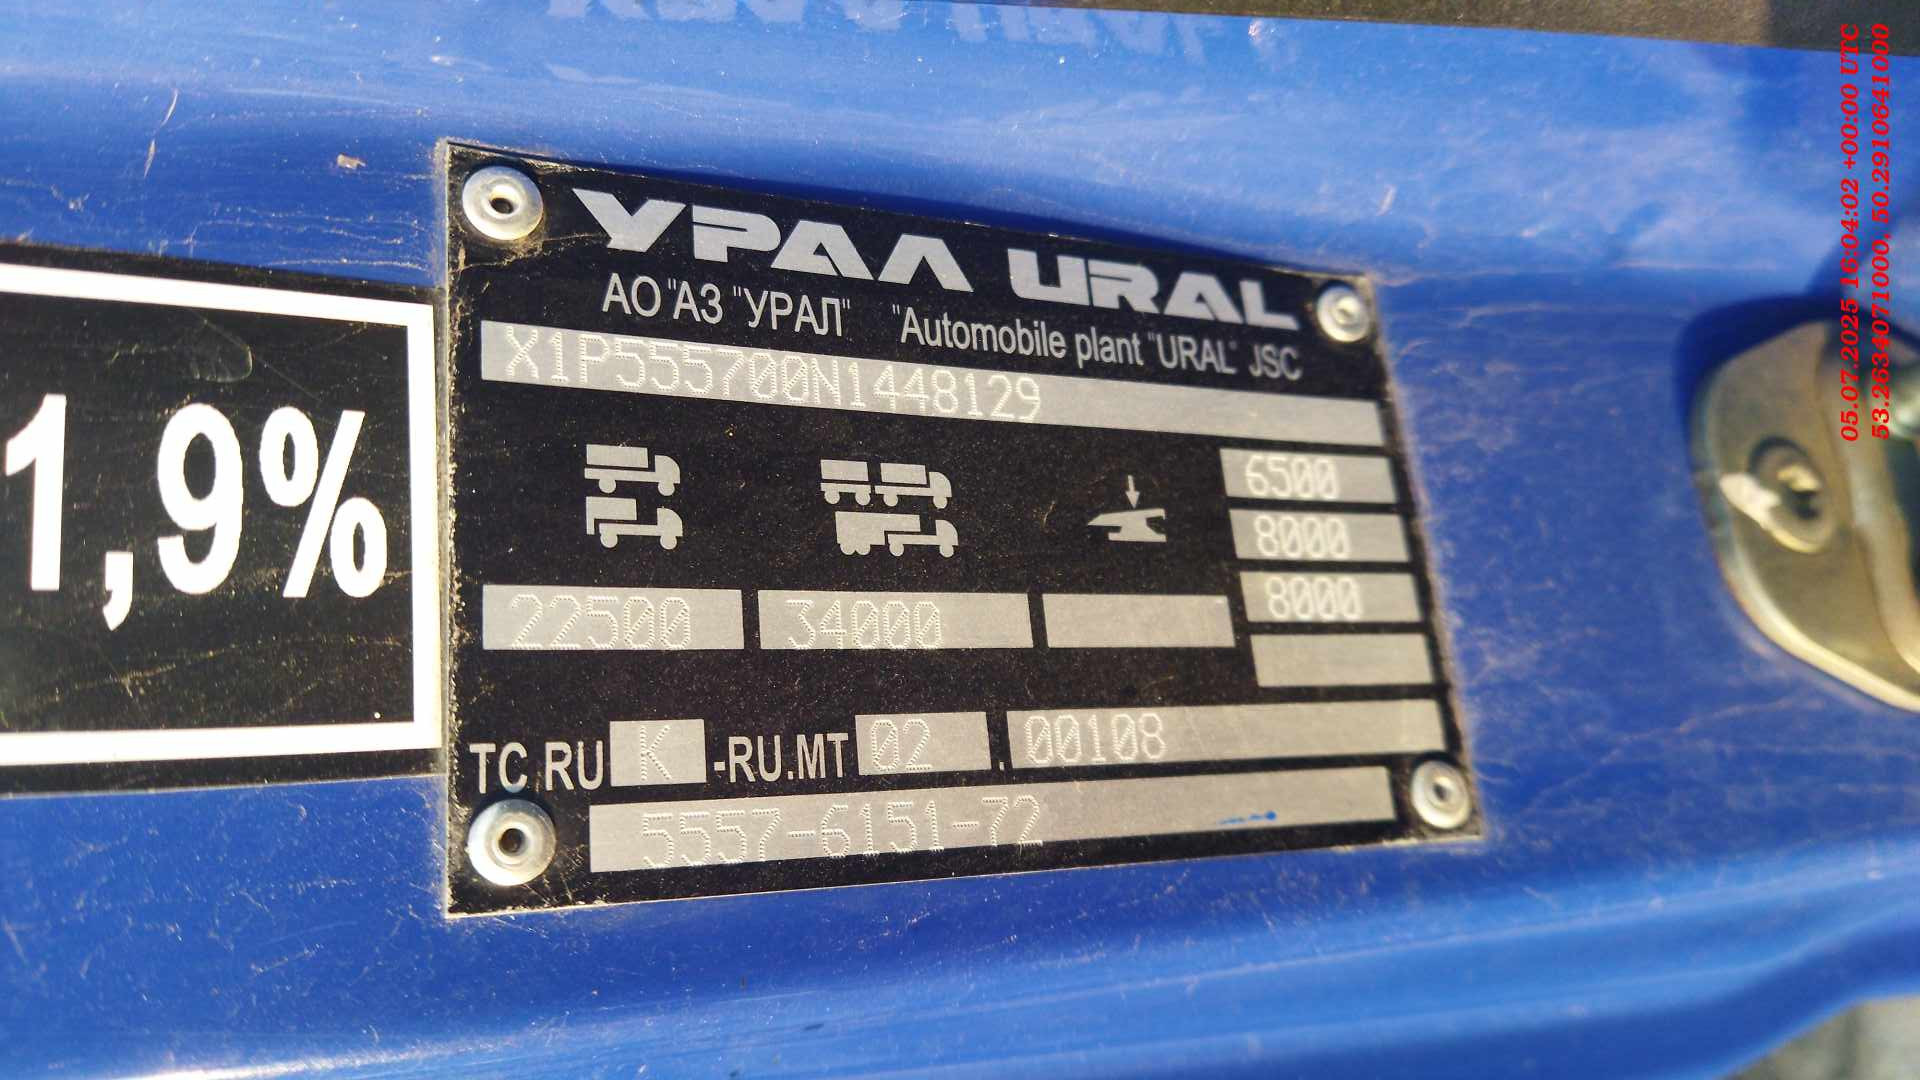 1,9%
УРАЛ URAL
АО "АЗ "УРАЛ" "Automobile plant "URAL" JSC
X1P555700N1448129
6500
8000
8000
22500 34000
ТС RU К -RU.MT 02 . 00108
5557-6151-72
05.07.2025 16:04:02 +00:00 UTC
53.2634071000, 50.2910641000